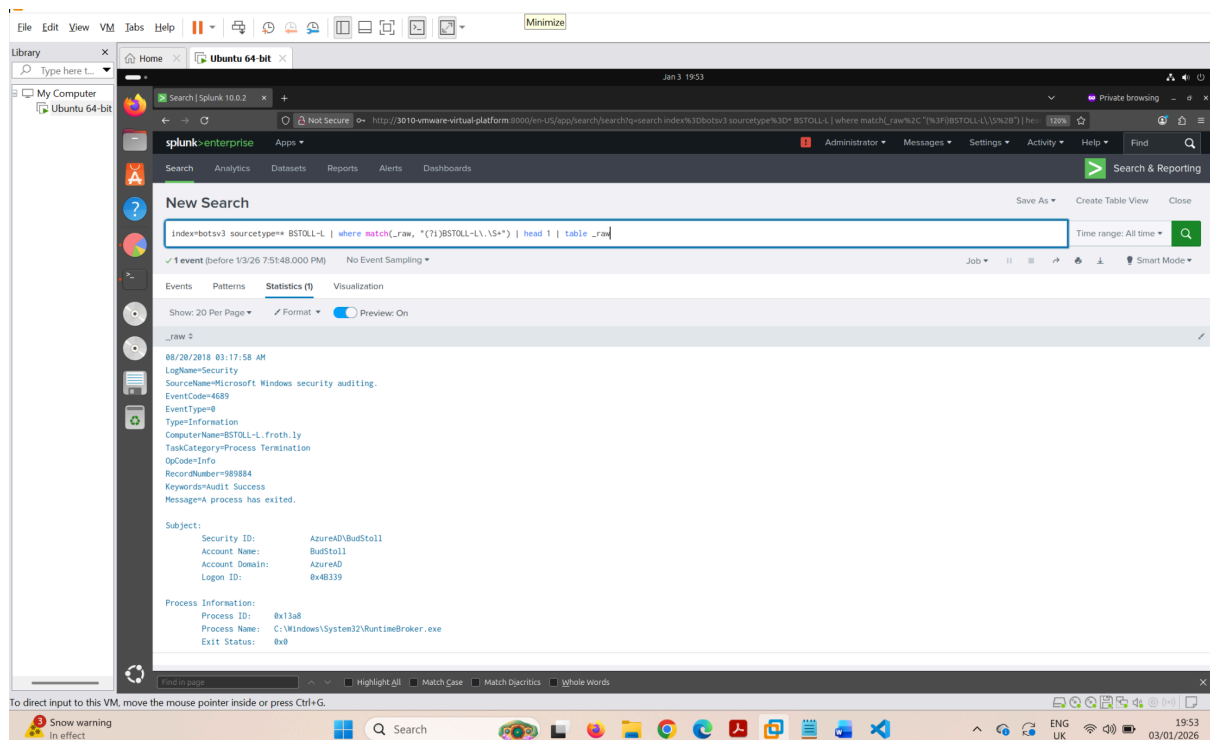 Minimize
File Edit View VM Tabs Help
Library
Type here t...
My Computer
Ubuntu 64-bit
Home
Ubuntu 64-bit
Jan 3 19:53
Search | Splunk 10.0.2
Private browsing
Not Secure http://3010-vmware-virtual-platform:8000/en-US/app/search/search?q=search index%3Dbotsv3 sourcetype%3D* BSTOLL-L | where match(_raw%2C "(%3Fi)BSTOLL-L\.\S%2B") | he 120%
splunk>enterprise Apps
Administrator Messages Settings Activity Help Find
Search Analytics Datasets Reports Alerts Dashboards
Search & Reporting
New Search
Save As Create Table View Close
index=botsv3 sourcetype=* BSTOLL-L | where match(_raw, "(?i)BSTOLL-L\.\S+") | head 1 | table _raw
Time range: All time
1 event (before 1/3/26 7:51:48.000 PM) No Event Sampling
Job Smart Mode
Events Patterns Statistics (1) Visualization
Show: 20 Per Page Format Preview: On
_raw
08/20/2018 03:17:58 AM
LogName=Security
SourceName=Microsoft Windows security auditing.
EventCode=4689
EventType=0
Type=Information
ComputerName=BSTOLL-L.froth.ly
TaskCategory=Process Termination
OpCode=Info
RecordNumber=989884
Keywords=Audit Success
Message=A process has exited.
Subject:
Security ID: AzureAD\BudStoll
Account Name: BudStoll
Account Domain: AzureAD
Logon ID: 0x4B339
Process Information:
Process ID: 0x13a8
Process Name: C:\Windows\System32\RuntimeBroker.exe
Exit Status: 0x0
Find in page Highlight All Match Case Match Diacritics Whole Words
To direct input to this VM, move the mouse pointer inside or press Ctrl+G.
3
Snow warning
In effect
Search
ENG
UK
19:53
03/01/2026